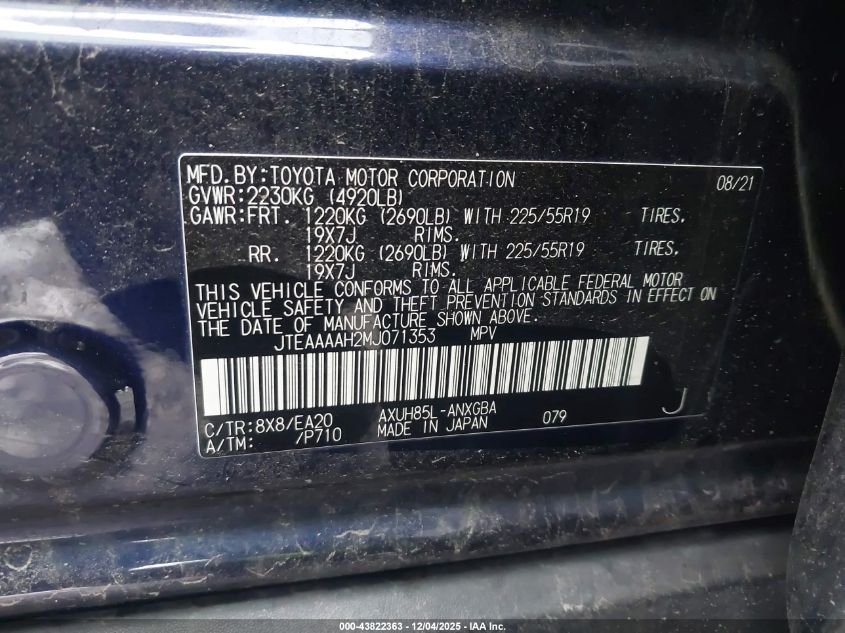 MFD.BY:TOYOTA MOTOR CORPORATION 08/21
GVWR:2230KG (4920LB)
GAWR:FRT. 1220KG (2690LB) WITH 225/55R19 TIRES.
19X7J RIMS.
RR. 1220KG (2690LB) WITH 225/55R19 TIRES.
19X7J RIMS.
THIS VEHICLE CONFORMS TO ALL APPLICABLE FEDERAL MOTOR
VEHICLE SAFETY AND THEFT PREVENTION STANDARDS IN EFFECT ON
THE DATE OF MANUFACTURE SHOWN ABOVE.
JTEAAAAH2MJ071353 MPV
C/TR:8X8/EA20 AXUH85L-ANXGBA 079 J
A/TM: /P710 MADE IN JAPAN
000-43822363 - 12/04/2025 - IAA Inc.